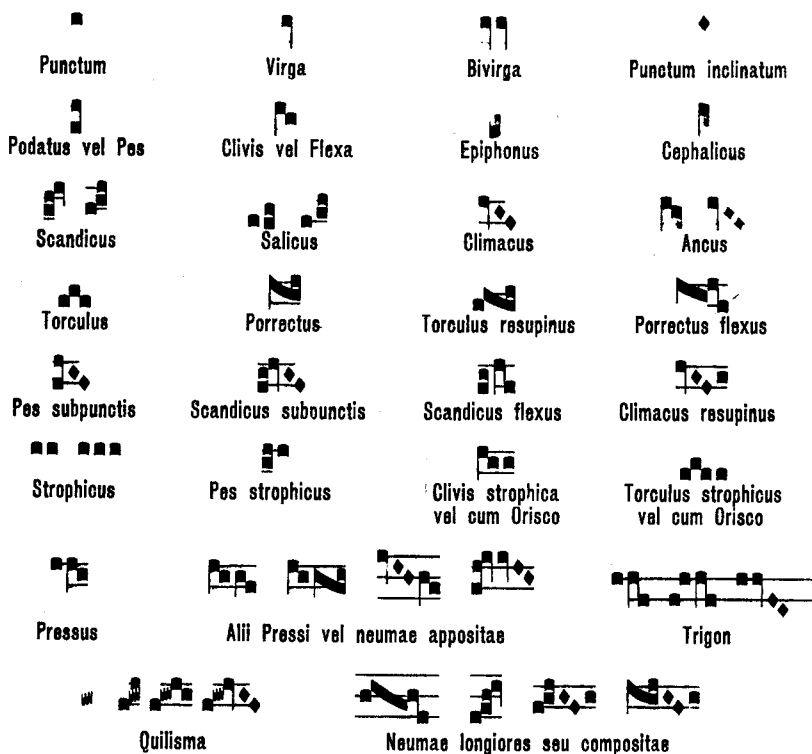 Punctum
Virga
Bivirga
Punctum inclinatum
Podatus vel Pes
Clivis vel Flexa
Epiphonus
Cephalicus
Scandicus
Salicus
Climacus
Ancus
Torculus
Porrectus
Torculus resupinus
Porrectus flexus
Pes subpunctis
Scandicus subpunctis
Scandicus flexus
Climacus resupinus
Strophicus
Pes strophicus
Clivis strophica
vel cum Orisco
Torculus strophicus
vel cum Orisco
Pressus
Alii Pressi vel neumae appositae
Trigon
Quilisma
Neumae longiores seu compositae